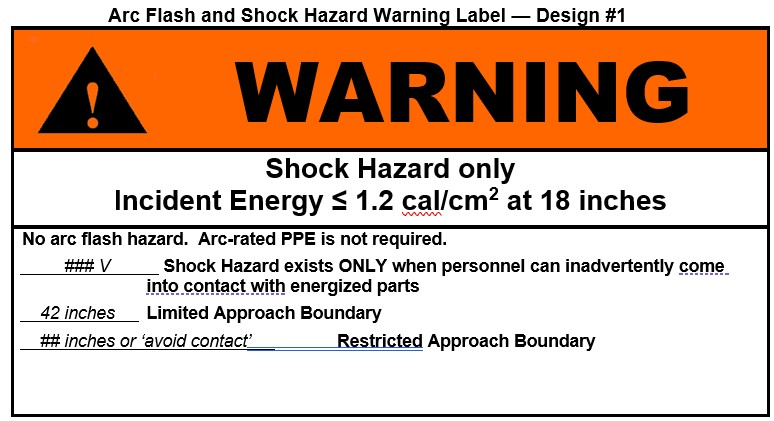 Arc Flash and Shock Hazard Warning Label — Design #1
WARNING
Shock Hazard only
Incident Energy ≤ 1.2 cal/cm² at 18 inches
No arc flash hazard. Arc-rated PPE is not required.
### V Shock Hazard exists ONLY when personnel can inadvertently come
into contact with energized parts
42 inches Limited Approach Boundary
## inches or ‘avoid contact’ Restricted Approach Boundary